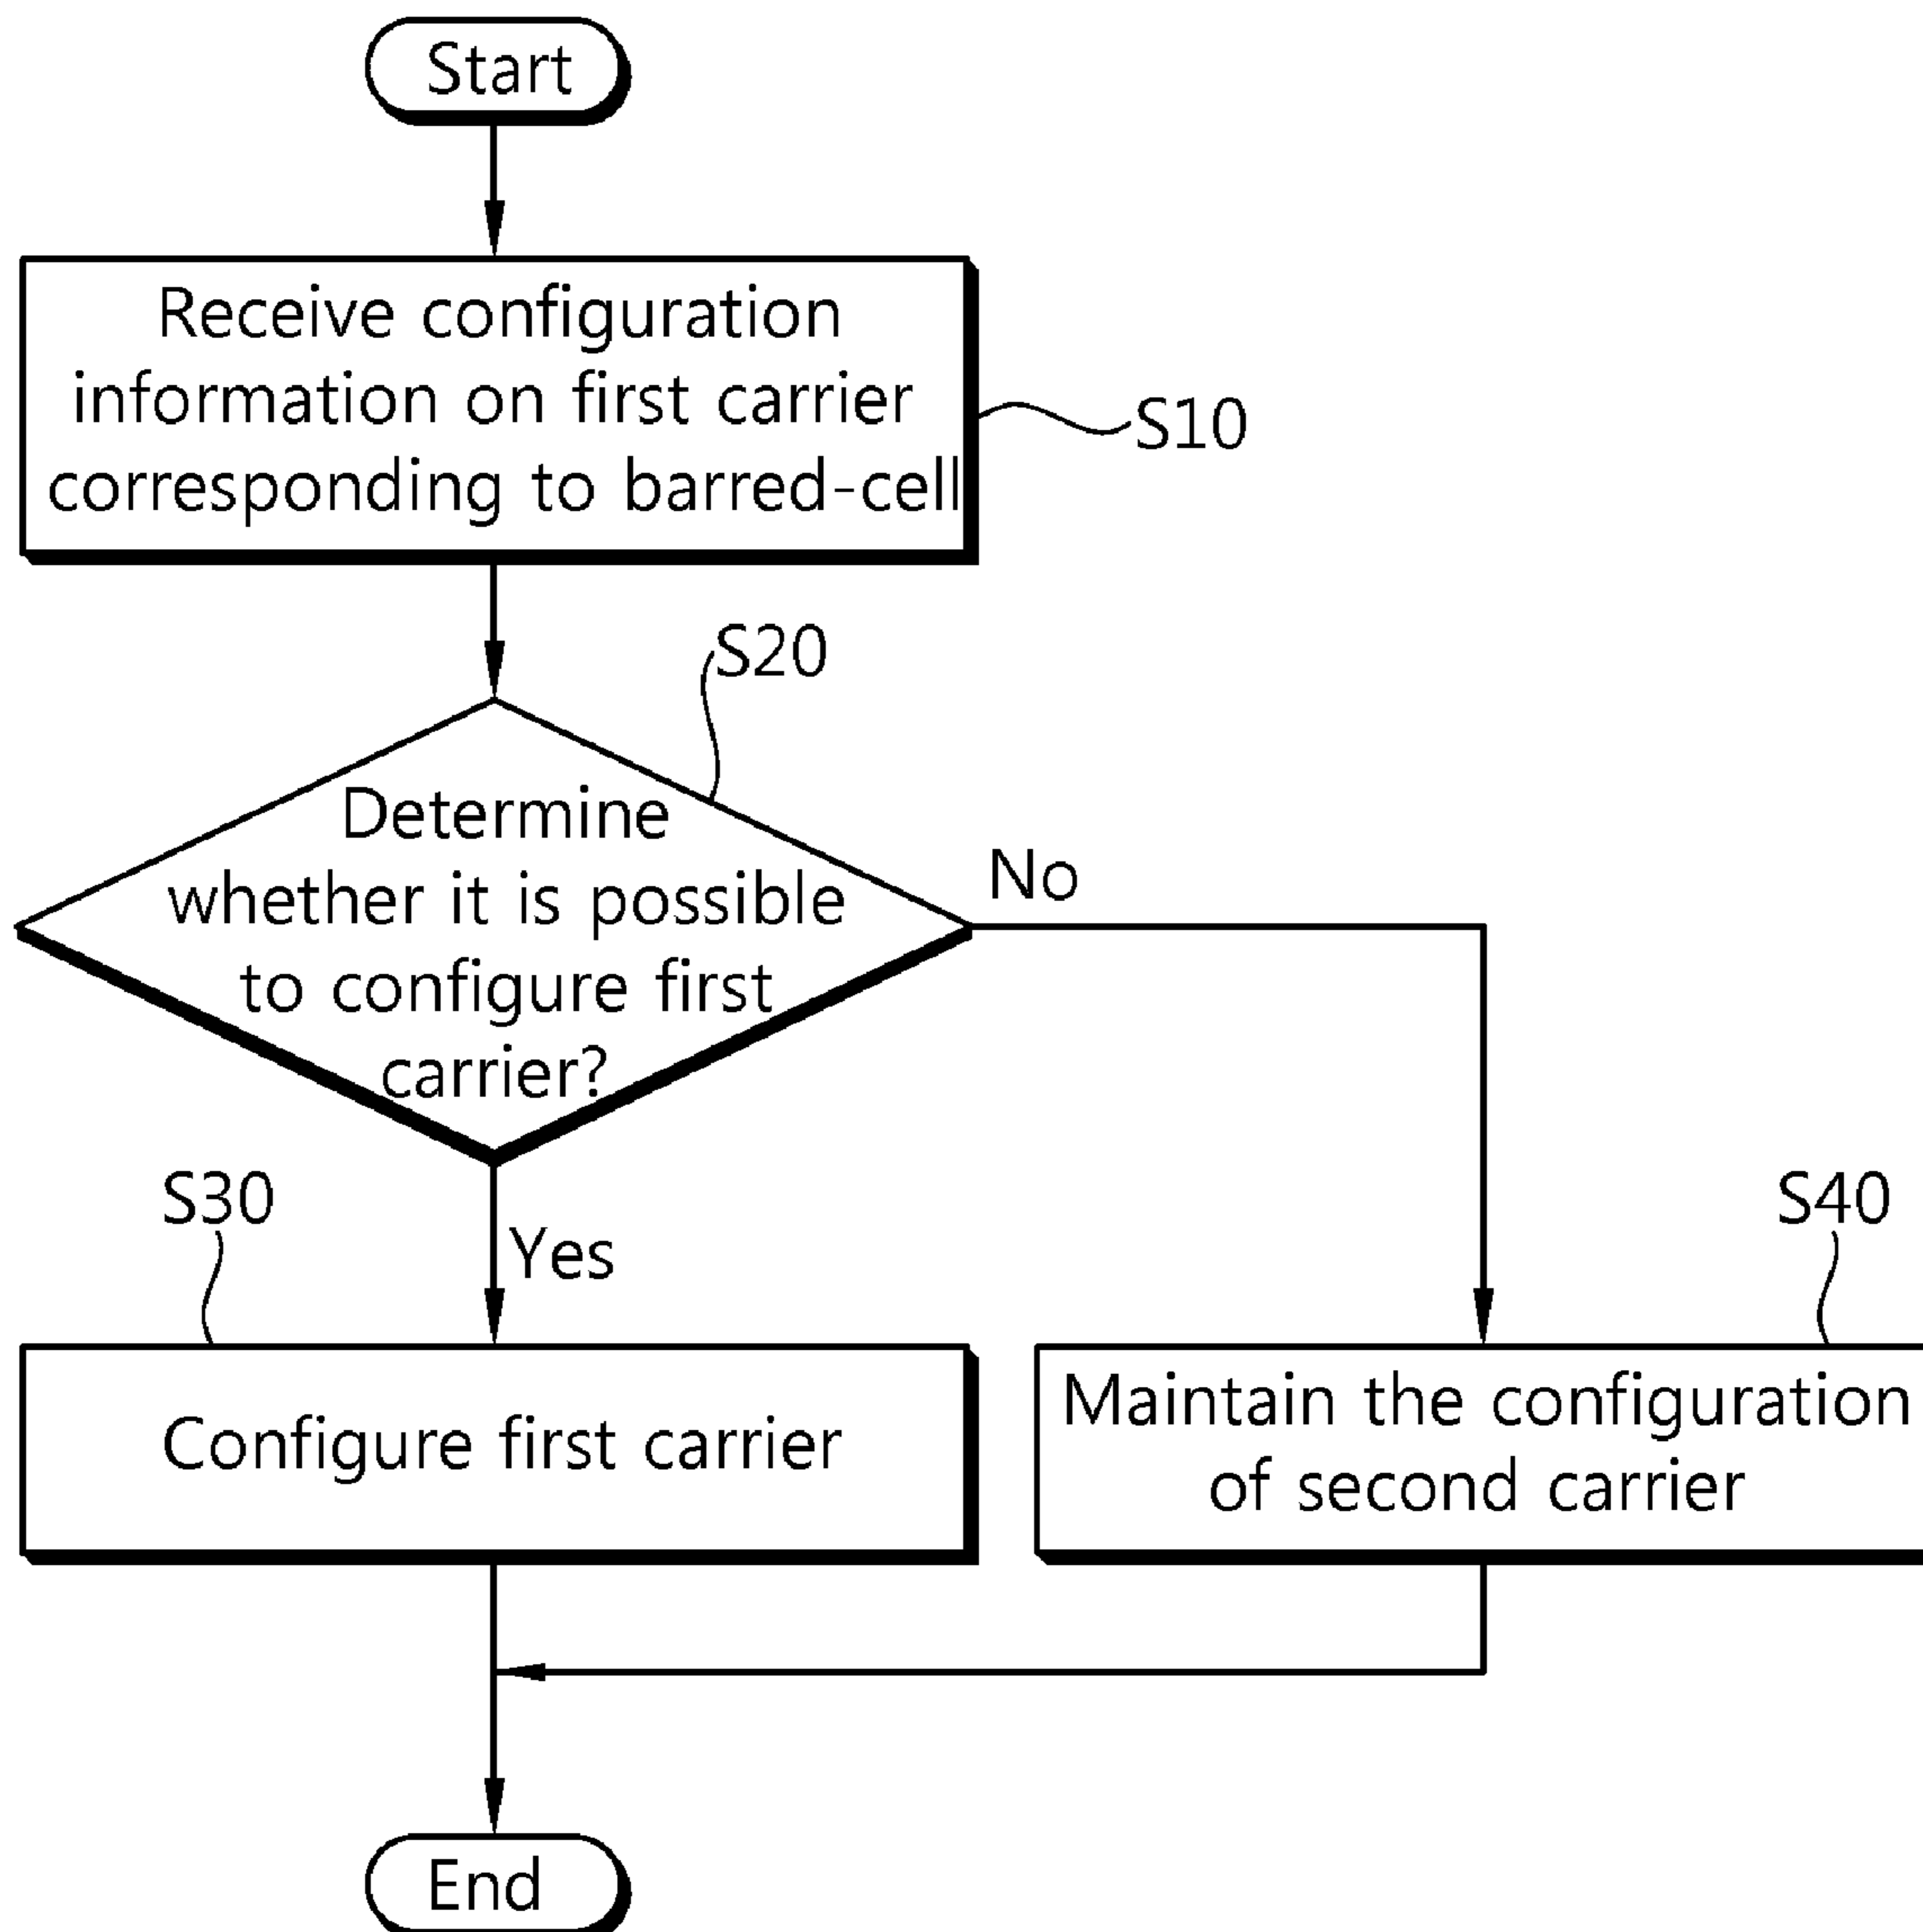 Start
Receive configuration
information on first carrier
corresponding to barred-cell
S10
S20
Determine
whether it is possible
to configure first
carrier?
No
Yes
S30
Configure first carrier
S40
Maintain the configuration
of second carrier
End